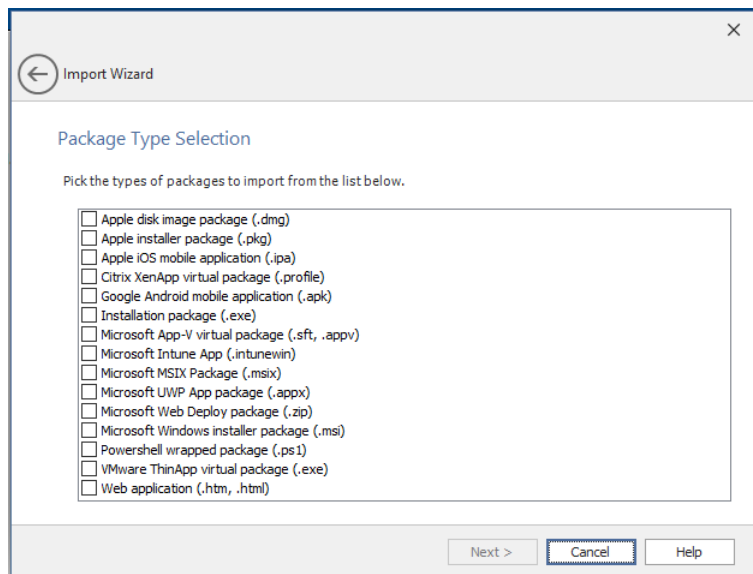 Import Wizard
Package Type Selection
Pick the types of packages to import from the list below.
Apple disk image package (.dmg)
Apple installer package (.pkg)
Apple iOS mobile application (.ipa)
Citrix XenApp virtual package (.profile)
Google Android mobile application (.apk)
Installation package (.exe)
Microsoft App-V virtual package (.sft, .appv)
Microsoft Intune App (.intunewin)
Microsoft MSIX Package (.msix)
Microsoft UWP App package (.appx)
Microsoft Web Deploy package (.zip)
Microsoft Windows installer package (.msi)
Powershell wrapped package (.ps1)
VMware ThinApp virtual package (.exe)
Web application (.htm, .html)
Next > Cancel Help